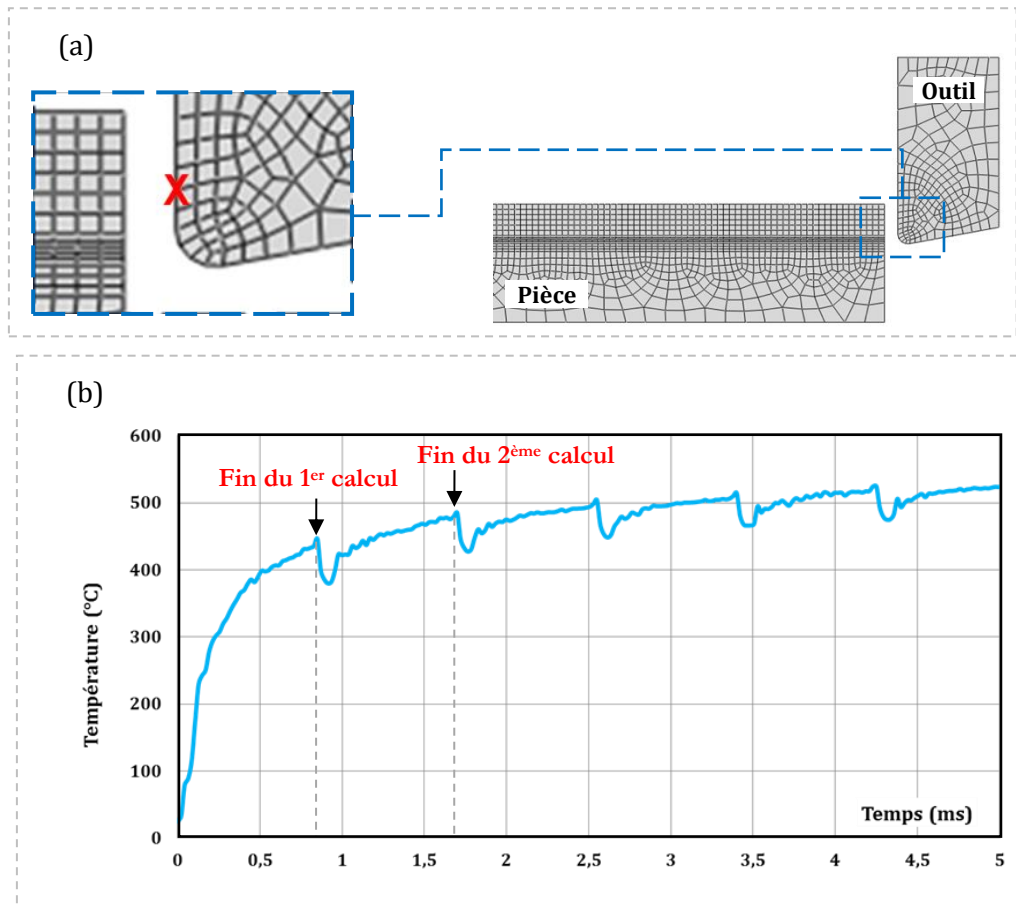 (a)
Outil
X
Pièce
(b)
Fin du 1er calcul
Fin du 2ème calcul
Température (°C)
600
500
400
300
200
100
0
Temps (ms)
0 0,5 1 1,5 2 2,5 3 3,5 4 4,5 5